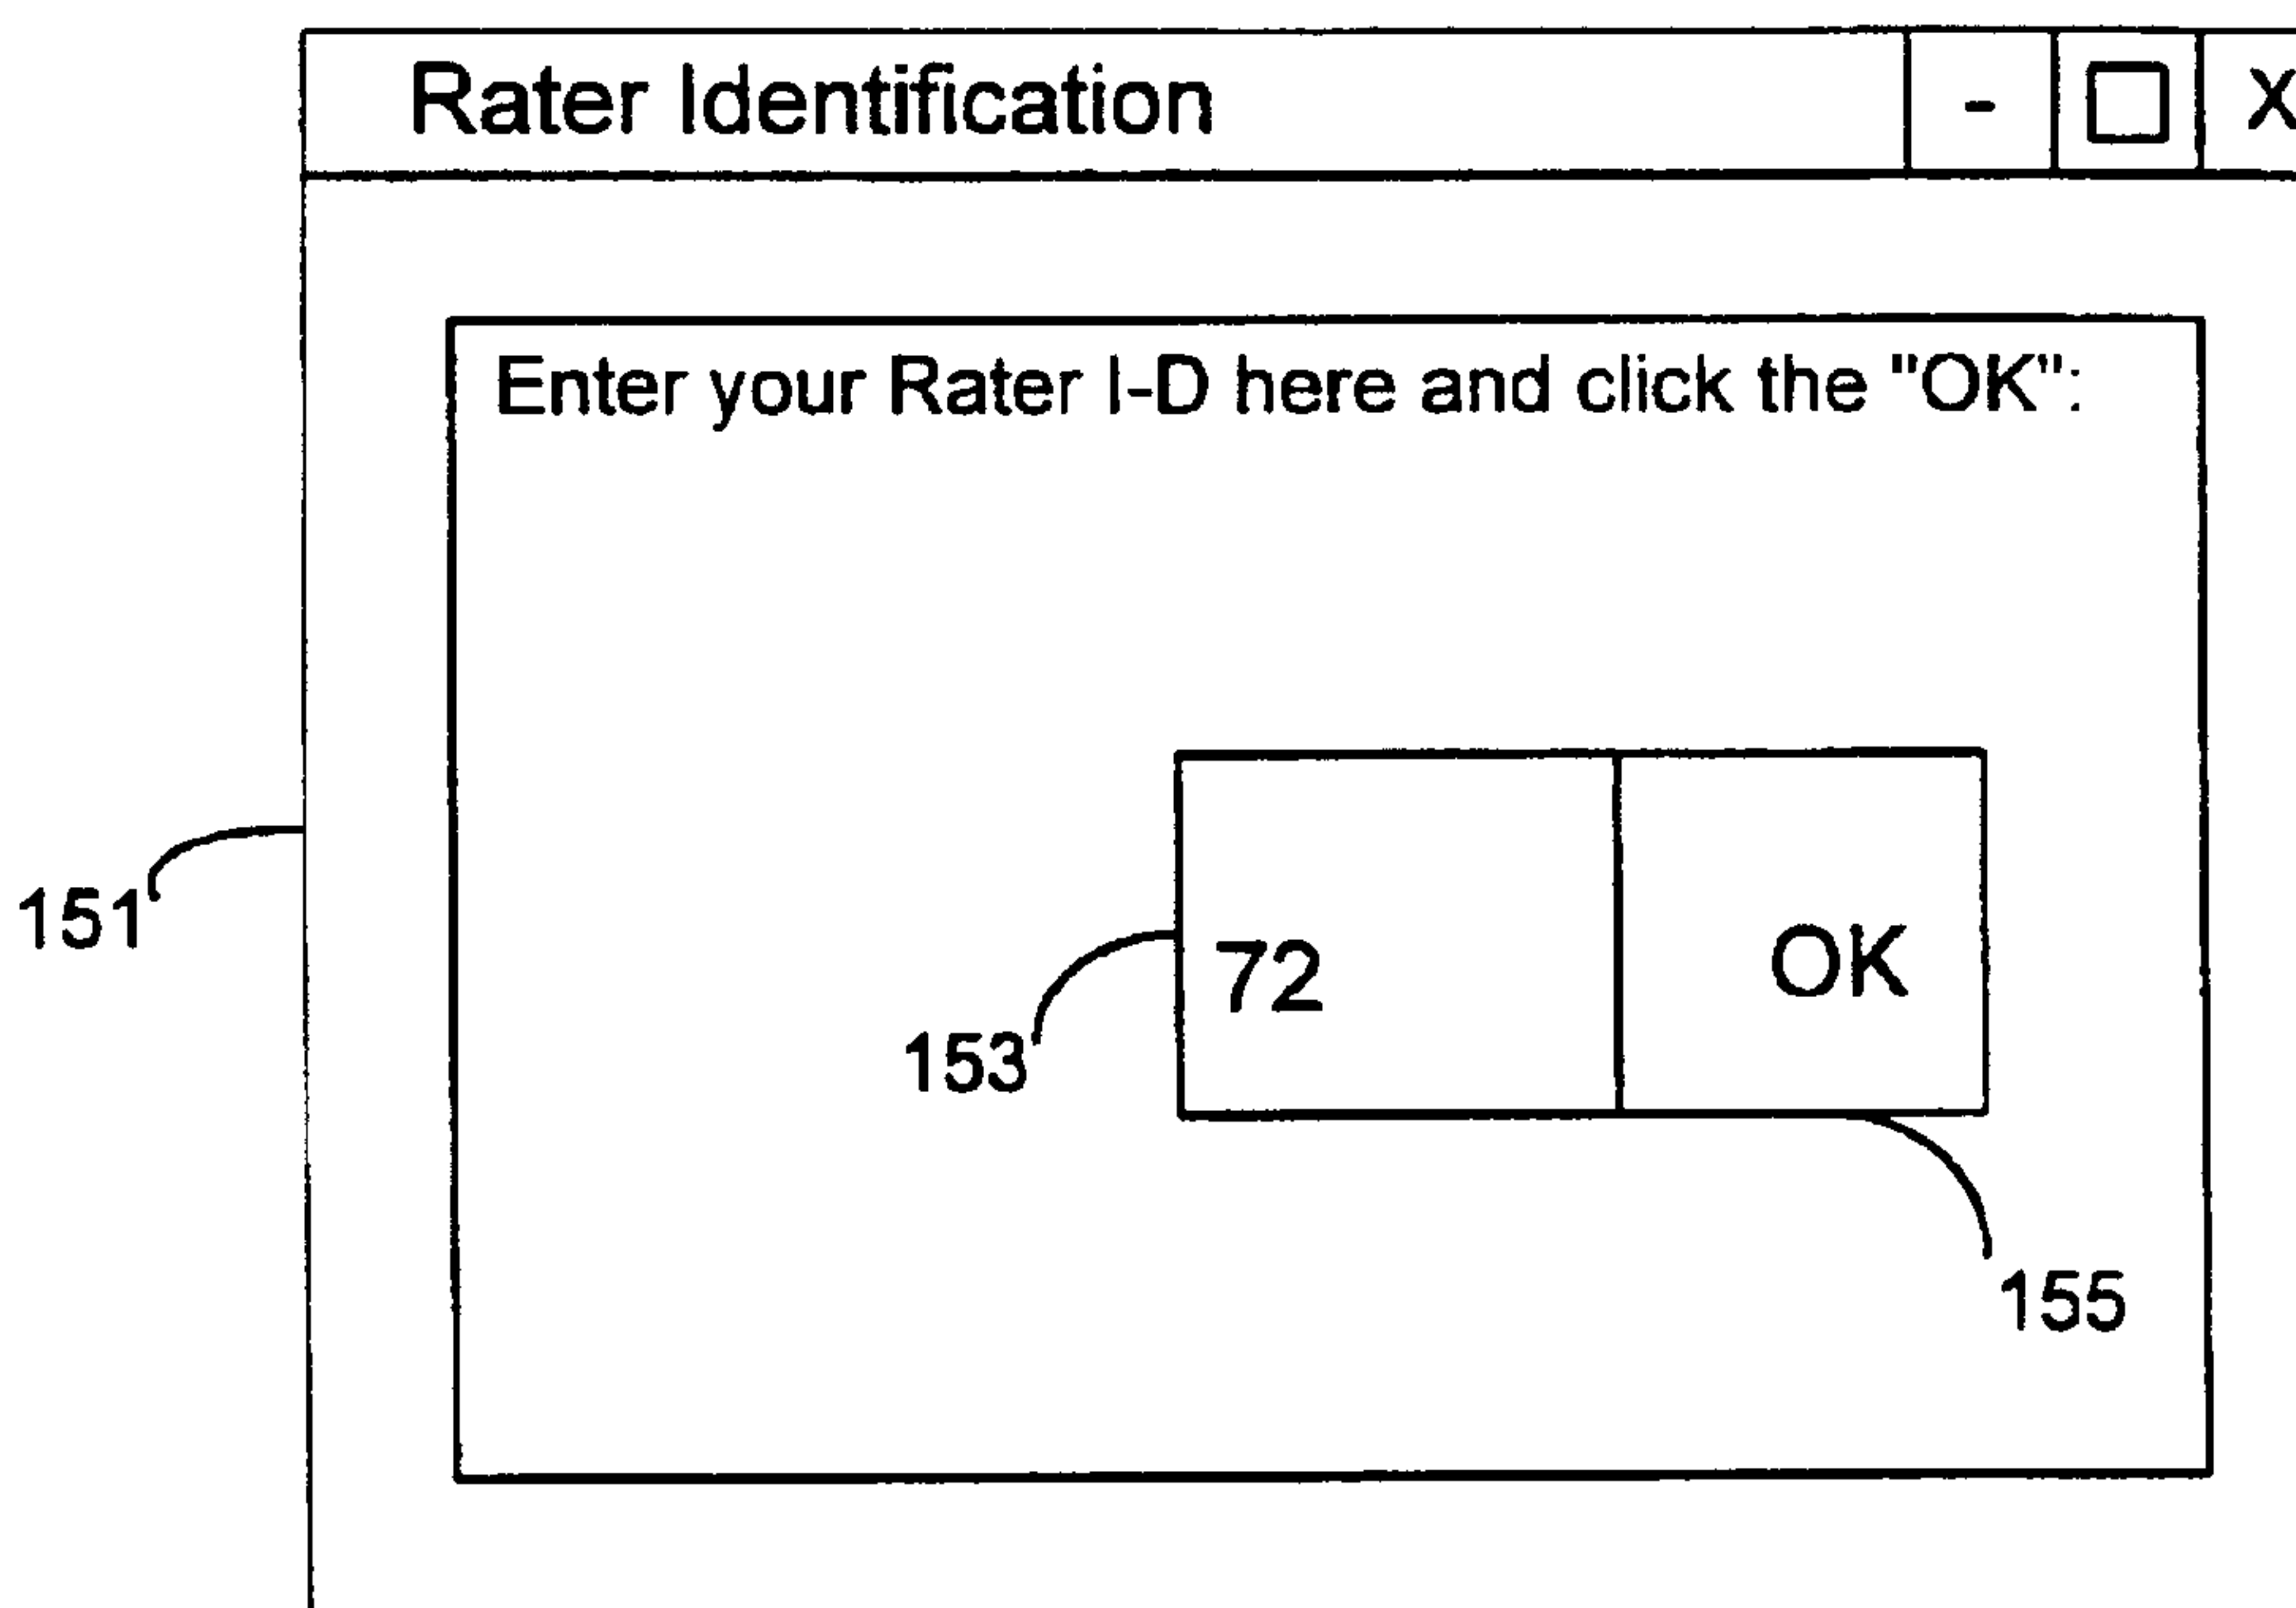 Rater Identification - X
Enter your Rater I-D here and click the "OK":
151
72 OK
153
155